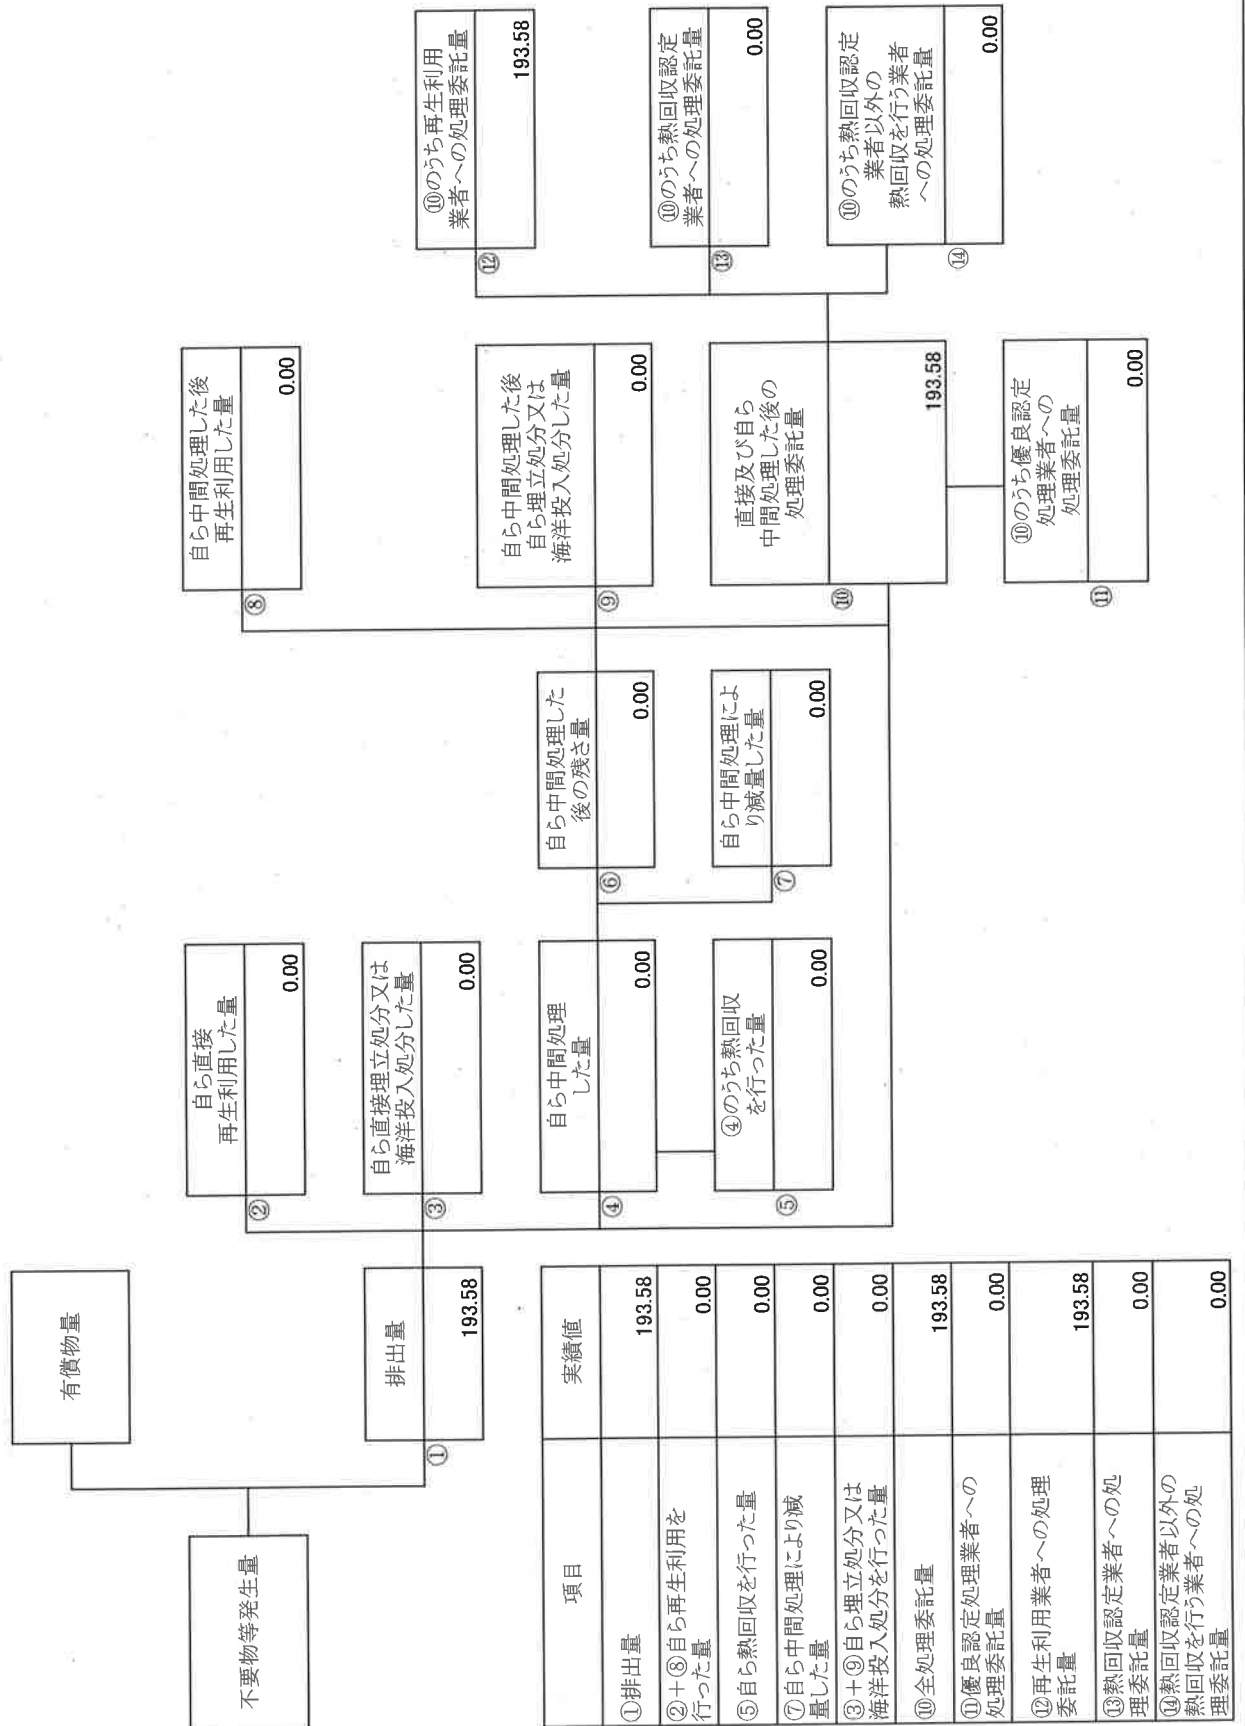 不要物等発生量
有償物量
①
排出量
193.58
②
自ら直接
再生利用した量
0.00
③
自ら直接埋立処分又は
海洋投入処分した量
0.00
④
自ら中間処理
した量
0.00
⑤
④のうち熱回収
を行った量
0.00
⑥
自ら中間処理した
後の残さ量
0.00
⑦
自ら中間処理によ
り減量した量
0.00
⑧
自ら中間処理した後
再生利用した量
0.00
⑨
自ら中間処理した後
自ら埋立処分又は
海洋投入処分した量
0.00
⑩
直接及び自ら
中間処理した後の
処理委託量
193.58
⑪
⑩のうち優良認定
処理業者への
処理委託量
0.00
⑫
⑩のうち再生利用
業者への処理委託量
193.58
⑬
⑩のうち熱回収認定
業者への処理委託量
0.00
⑭
⑩のうち熱回収認定
業者以外の
熱回収を行う業者
への処理委託量
0.00
項目 実績値
①排出量 193.58
②+⑧自ら再生利用を
行った量 0.00
⑤自ら熱回収を行った量 0.00
⑦自ら中間処理により減
量した量 0.00
③+⑨自ら埋立処分又は
海洋投入処分を行った量 0.00
⑩全処理委託量 193.58
⑪優良認定処理業者への
処理委託量 0.00
⑫再生利用業者への処理
委託量 193.58
⑬熱回収認定業者への処
理委託量 0.00
⑭熱回収認定業者以外の
熱回収を行う業者への処
理委託量 0.00